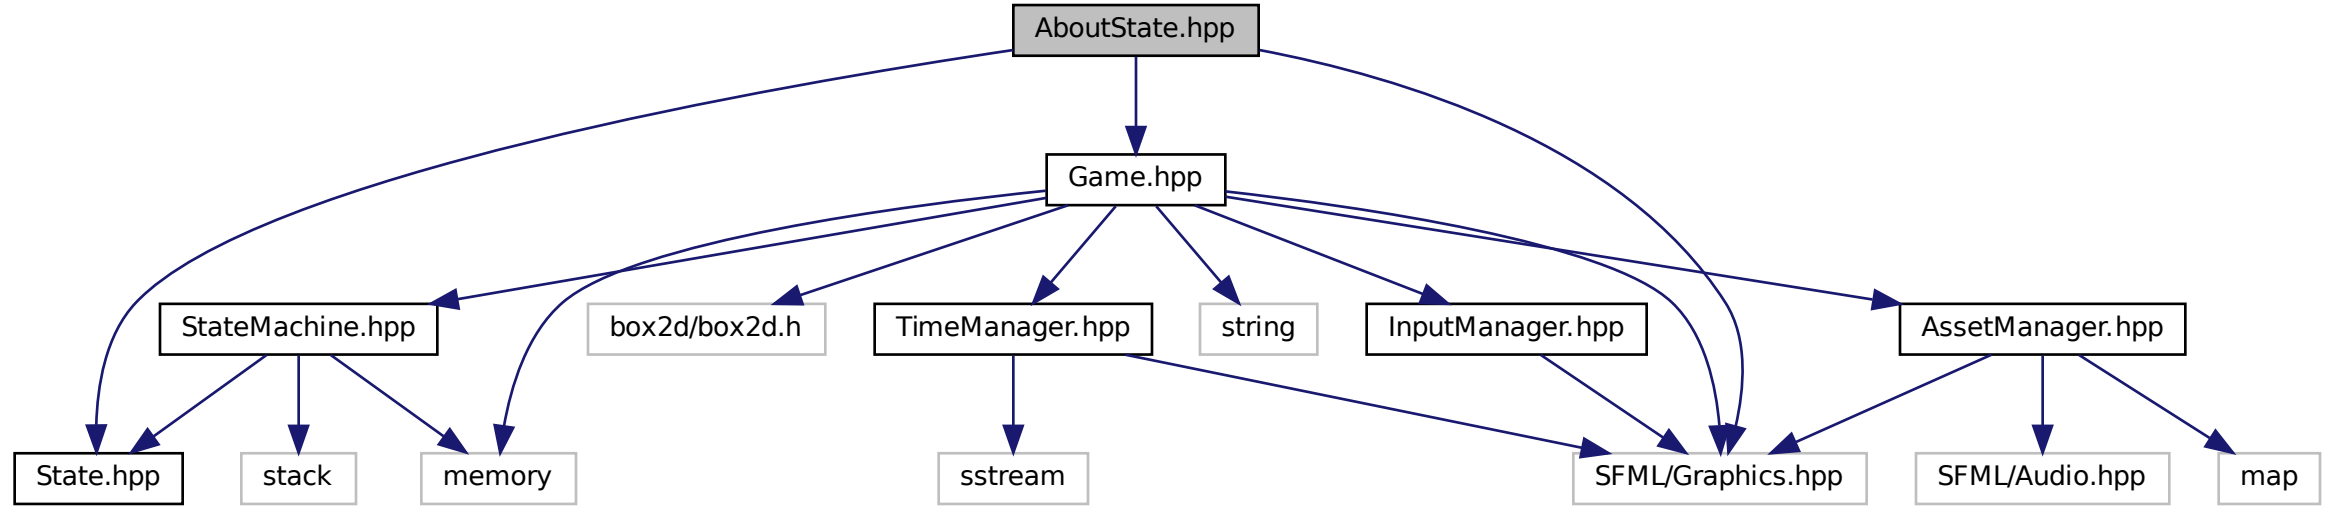 AboutState.hpp
Game.hpp
StateMachine.hpp
box2d/box2d.h
TimeManager.hpp
string
InputManager.hpp
AssetManager.hpp
State.hpp
stack
memory
sstream
SFML/Graphics.hpp
SFML/Audio.hpp
map